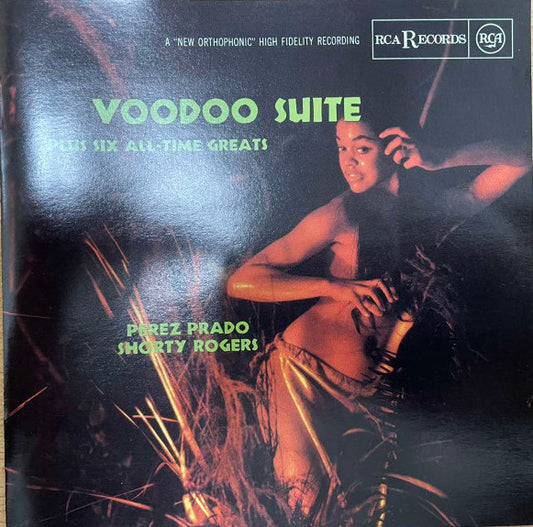 A "NEW ORTHOPHONIC" HIGH FIDELITY RECORDING
RCA RECORDS RCA
VOODOO SUITE
PLUS SIX ALL-TIME GREATS
PEREZ PRADO
SHORTY ROGERS